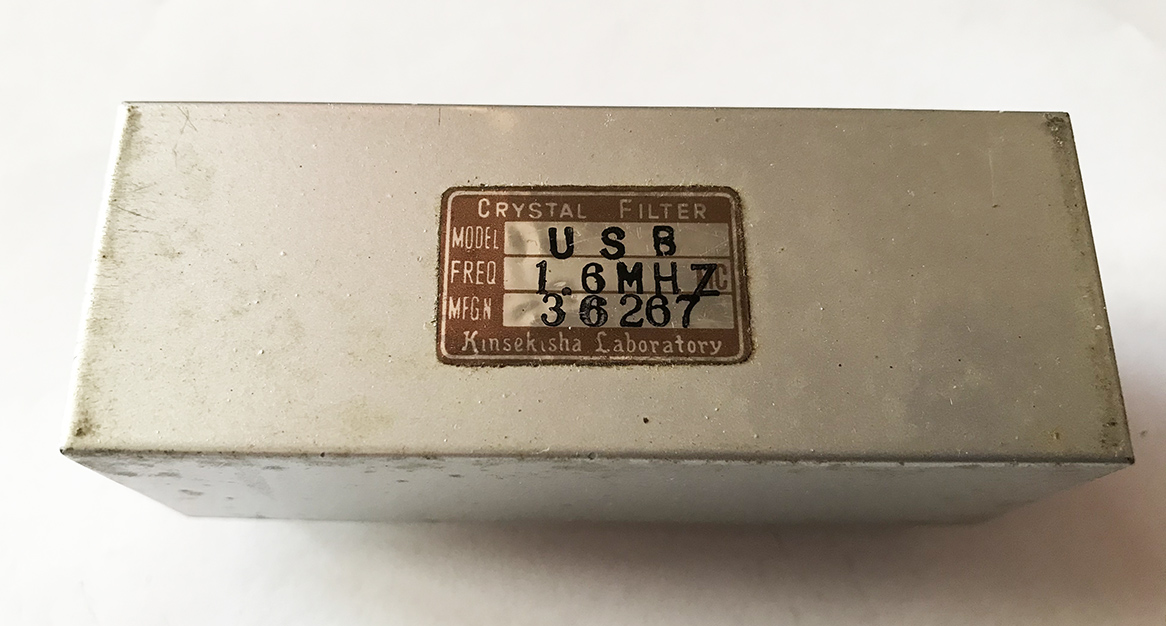 CRYSTAL FILTER
MODEL USB
FREQ 1.6MHZ
MFGN 36267
Kinsekisha Laboratory